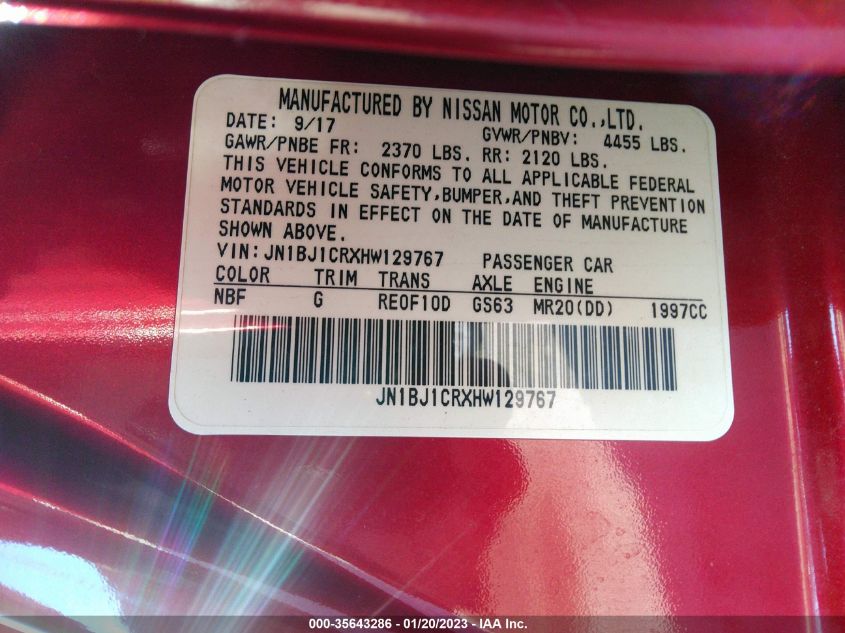 MANUFACTURED BY NISSAN MOTOR CO.,LTD.
DATE: 9/17 GVWR/PNBV: 4455 LBS.
GAWR/PNBE FR: 2370 LBS. RR: 2120 LBS.
THIS VEHICLE CONFORMS TO ALL APPLICABLE FEDERAL
MOTOR VEHICLE SAFETY,BUMPER,AND THEFT PREVENTION
STANDARDS IN EFFECT ON THE DATE OF MANUFACTURE
SHOWN ABOVE.
VIN:JN1BJ1CRXHW129767 PASSENGER CAR
COLOR TRIM TRANS AXLE ENGINE
NBF G RE0F10D GS63 MR20(DD) 1997CC
JN1BJ1CRXHW129767
000-35643286 - 01/20/2023 - IAA Inc.